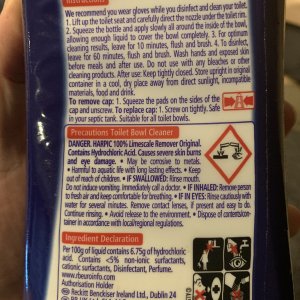 Instructions
We recommend you wear gloves while you disinfect and clean your toilet.
1. Lift up the toilet seat and carefully direct the nozzle under the toilet rim.
2. Squeeze the bottle and apply slowly all around the inside of the bowl,
allowing enough liquid to cover the bowl completely. 3. For optimum
cleaning results, leave for 10 minutes, flush and brush. 4. To disinfect,
leave for 60 minutes, flush and brush. Wash hands and exposed skin
before meals and after use. Do not use with any bleaches or other
cleaning products. After use: Keep tightly closed. Store upright in original
container in a cool, dry place away from direct sunlight, incompatible
materials, food and drink.
To remove cap: 1. Squeeze the pads on the sides of the
cap and unscrew. To replace cap: 1. Screw on tightly. Safe
in your septic tank. Suitable for all toilet bowls.
Precautions Toilet Bowl Cleaner
DANGER. HARPIC 100% Limescale Remover Original.
Contains Hydrochloric Acid. Causes severe skin burns
and eye damage. • May be corrosive to metals.
• Harmful to aquatic life with long lasting effects. • Keep
out of reach of children. • IF SWALLOWED: Rinse mouth.
Do not induce vomiting. Immediately call a doctor. • IF INHALED: Remove person
to fresh air and keep comfortable for breathing. • IF IN EYES: Rinse cautiously with
water for several minutes. Remove contact lenses, if present and easy to do.
Continue rinsing. • Avoid release to the environment. • Dispose of contents/con-
tainer in accordance with local/regional regulations.
Ingredient Declaration
Per 100g of liquid contains 6.75g of hydrochloric
acid. Contains <5% non-ionic surfactants,
cationic surfactants, Disinfectant, Perfume.
www.rbeuroinfo.com
Authorisation Holder
Reckitt Benckiser Ireland Ltd., Dublin 24